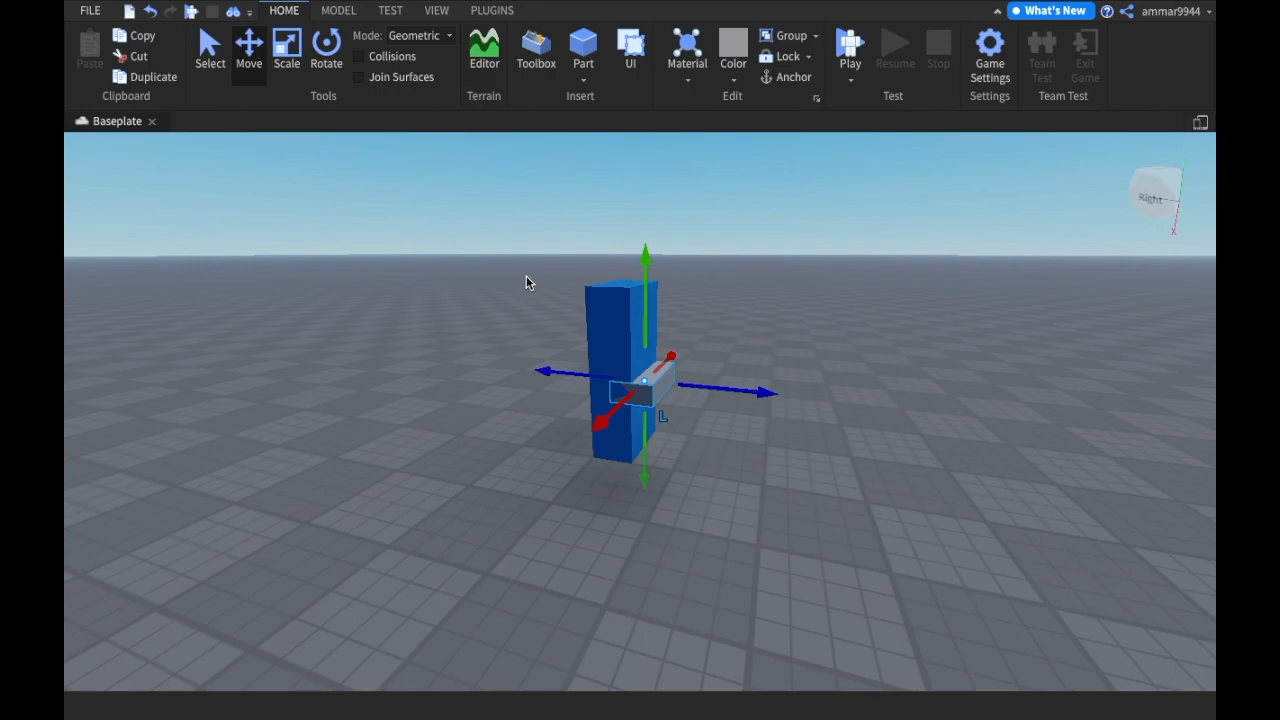 FILE HOME MODEL TEST VIEW PLUGINS What's New ammar9944
Paste Copy Cut Duplicate
Clipboard
Select Move Scale Rotate Mode: Geometric Collisions Join Surfaces
Tools
Editor
Terrain
Toolbox Part UI
Insert
Material Color Group Lock Anchor
Edit
Play Resume Stop
Test
Game
Settings
Settings
Team
Test
Exit
Game
Team Test
Baseplate
Right
X
L